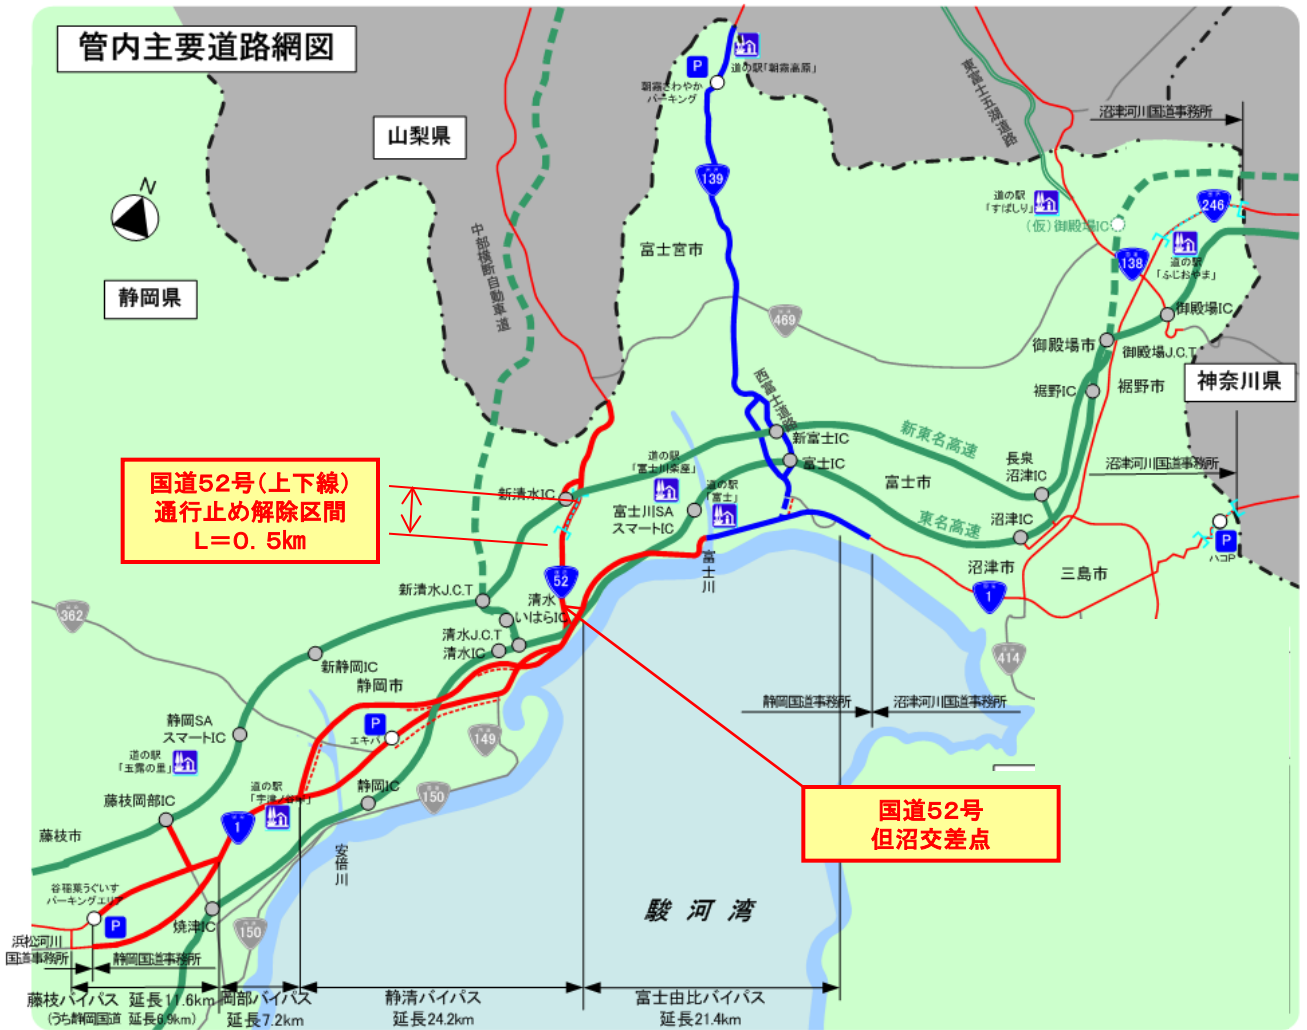 管内主要道路網図
山梨県
静岡県
神奈川県
N
中部横断自動車道
東富士五湖道路
道の駅「朝霧高原」
P
朝霧さわやか
パーキング
139
富士宮市
469
沼津河川国道事務所
道の駅
「すばしり」
(仮)御殿場IC
246
138
道の駅
「ふじおやま」
御殿場IC
御殿場市
御殿場J.C.T
裾野IC
裾野市
西富士道路
新富士IC
富士IC
新東名高速
東名高速
富士市
長泉
沼津IC
沼津IC
沼津市
三島市
沼津河川国道事務所
P
1
414
国道52号(上下線)
通行止め解除区間
L=0.5km
新清水IC
道の駅
「富士川楽座」
富士川SA
スマートIC
道の駅
「富士」
富士川
52
新清水J.C.T
清水
いはらIC
清水J.C.T
清水IC
362
新静岡IC
静岡市
静岡SA
スマートIC
P
エキパ
149
150
静岡IC
道の駅
「玉露の里」
道の駅
「宇津ノ谷峠」
藤枝岡部IC
1
藤枝市
安倍川
谷稲葉うぐいす
パーキングエリア
P
焼津IC
150
浜松河川
国道事務所
静岡国道事務所
静岡国道事務所
沼津河川国道事務所
国道52号
但沼交差点
駿河湾
藤枝バイパス 延長11.6km
(うち静岡国道 延長6.9km)
岡部バイパス
延長7.2km
静清バイパス
延長24.2km
富士由比バイパス
延長21.4km